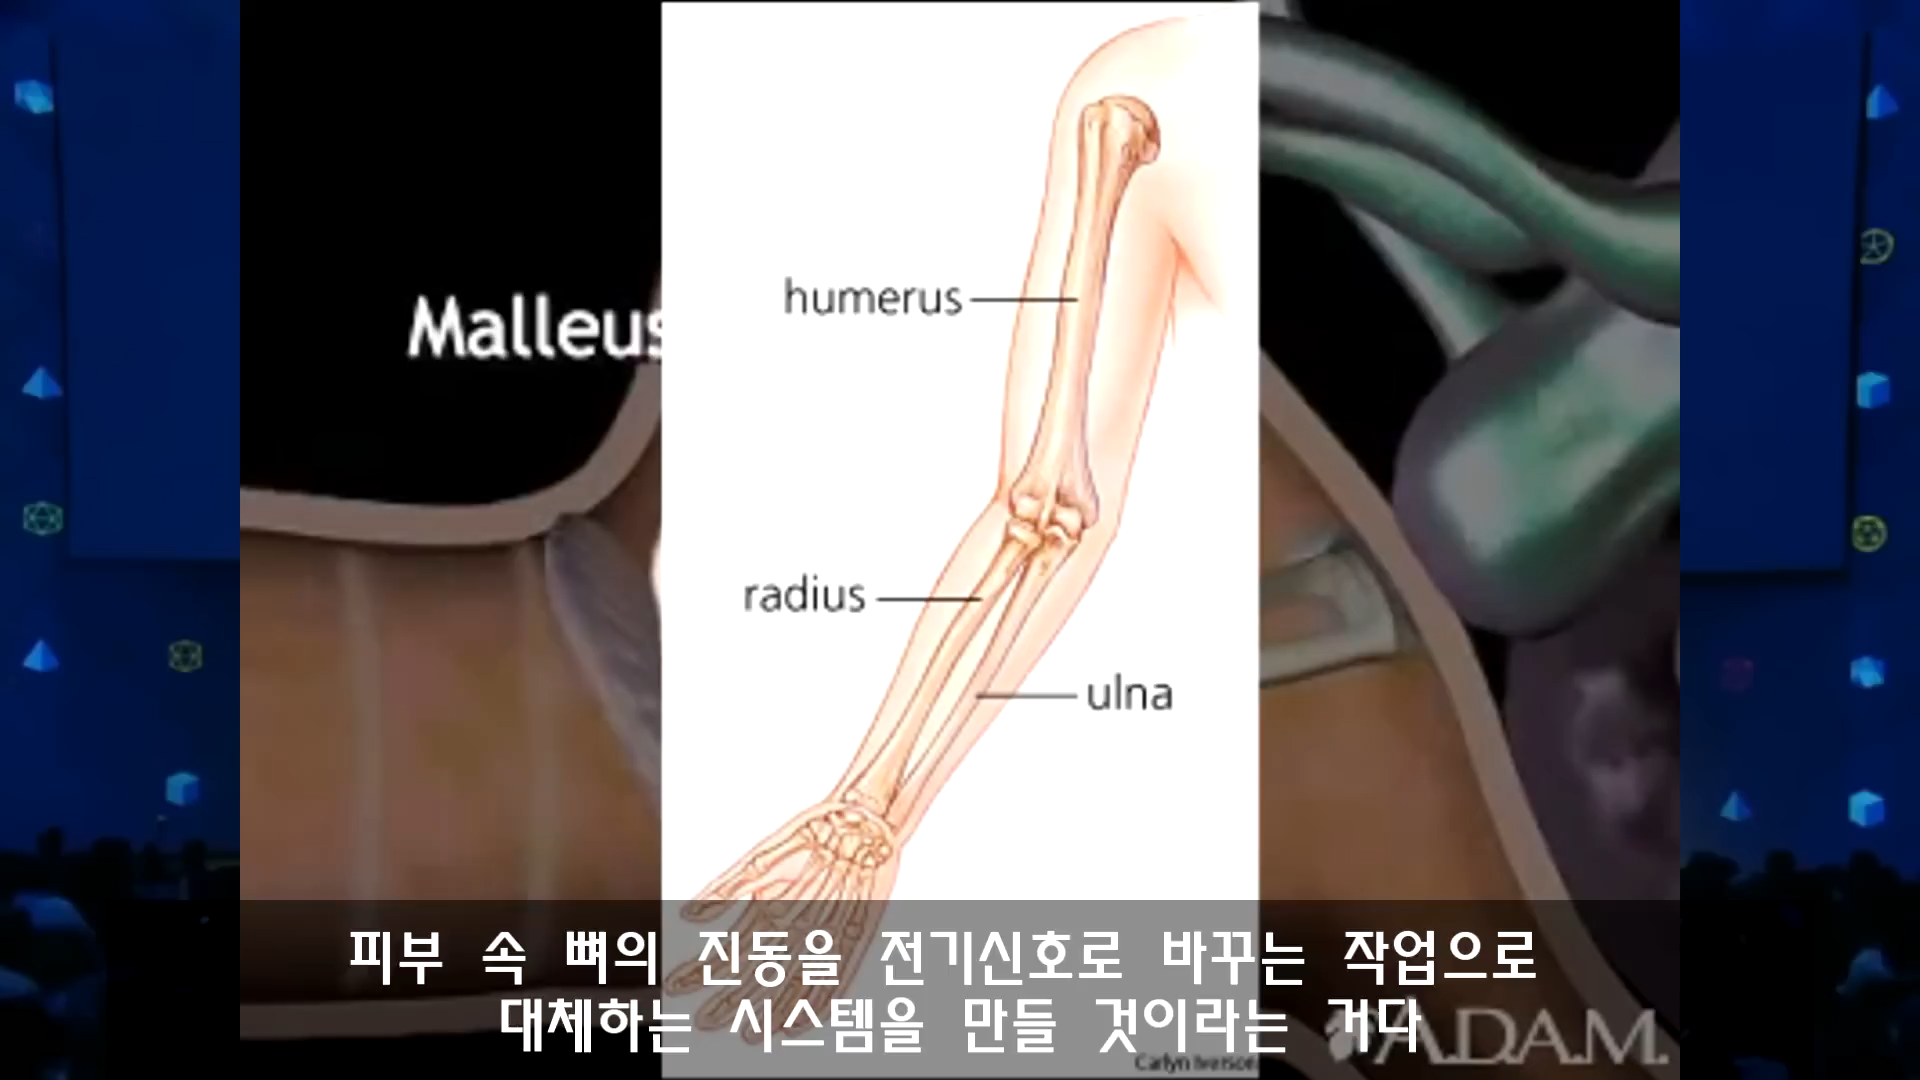 Malleus
humerus
radius
ulna
피부 속 뼈의 진동을 전기신호로 바꾸는 작업으로
대체하는 시스템을 만들 것이라는 거다
A.D.A.M.
Carlyn Iverson